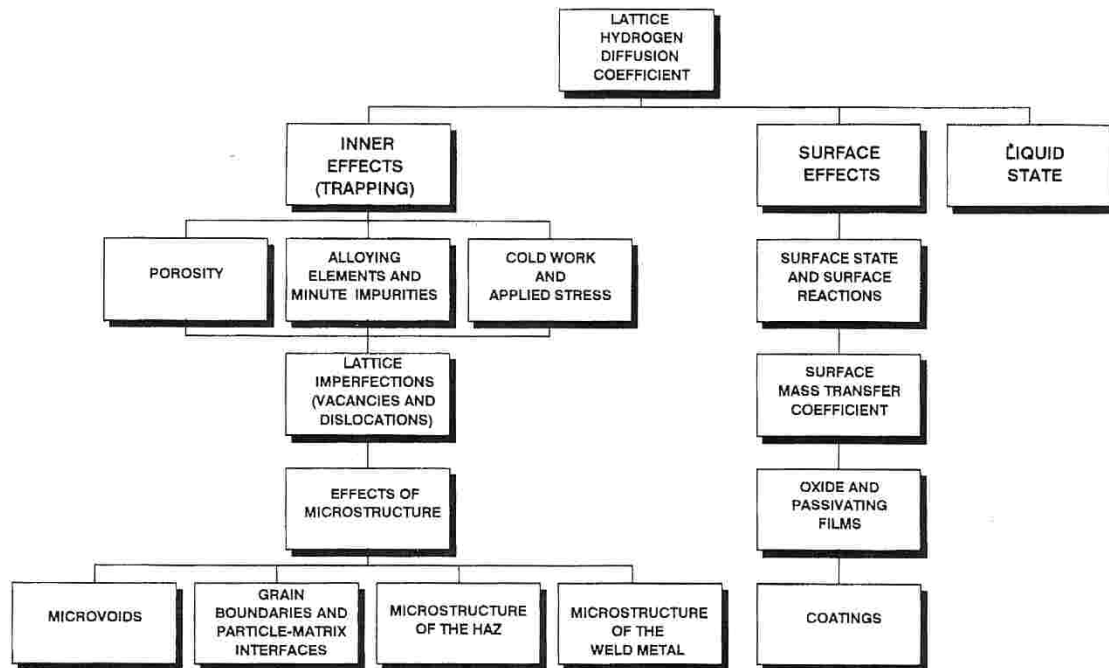 LATTICE
HYDROGEN
DIFFUSION
COEFFICIENT
INNER
EFFECTS
(TRAPPING)
SURFACE
EFFECTS
LIQUID
STATE
POROSITY
ALLOYING
ELEMENTS AND
MINUTE IMPURITIES
COLD WORK
AND
APPLIED STRESS
SURFACE STATE
AND SURFACE
REACTIONS
LATTICE
IMPERFECTIONS
(VACANCIES AND
DISLOCATIONS)
SURFACE
MASS TRANSFER
COEFFICIENT
EFFECTS OF
MICROSTRUCTURE
OXIDE AND
PASSIVATING
FILMS
MICROVOIDS
GRAIN
BOUNDARIES AND
PARTICLE-MATRIX
INTERFACES
MICROSTRUCTURE
OF THE HAZ
MICROSTRUCTURE
OF THE
WELD METAL
COATINGS